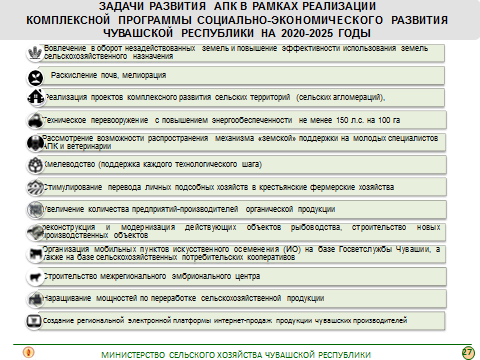 ЗАДАЧИ РАЗВИТИЯ АПК В РАМКАХ РЕАЛИЗАЦИИ
КОМПЛЕКСНОЙ ПРОГРАММЫ СОЦИАЛЬНО-ЭКОНОМИЧЕСКОГО РАЗВИТИЯ
ЧУВАШСКОЙ РЕСПУБЛИКИ НА 2020-2025 ГОДЫ
Вовлечение в оборот незадействованных земель и повышение эффективности использования земель
сельскохозяйственного назначения
Раскисление почв, мелиорация
Реализация проектов комплексного развития сельских территорий (сельских агломераций),
Техническое перевооружение с повышением энергообеспеченности не менее 150 л.с. на 100 га
Рассмотрение возможности распространения механизма «земской» поддержки на молодых специалистов
АПК и ветеринарии
Хмелеводство (поддержка каждого технологического шага)
Стимулирование перевода личных подсобных хозяйств в крестьянские фермерские хозяйства
Увеличение количества предприятий-производителей органической продукции
Реконструкция и модернизация действующих объектов рыбоводства, строительство новых
производственных объектов
Организация мобильных пунктов искусственного осеменения (ИО) на базе Госветслужбы Чувашии, а
также на базе сельскохозяйственных потребительских кооперативов
Строительство межрегионального эмбрионального центра
Наращивание мощностей по переработке сельскохозяйственной продукции
Создание региональной электронной платформы интернет-продаж продукции чувашских производителей
МИНИСТЕРСТВО СЕЛЬСКОГО ХОЗЯЙСТВА ЧУВАШСКОЙ РЕСПУБЛИКИ
27